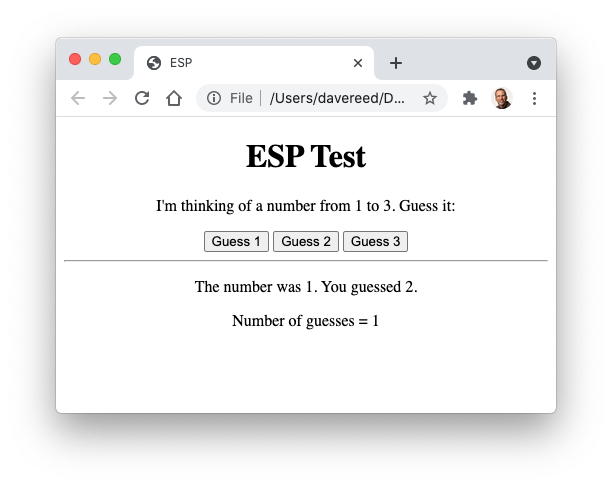 ESP
File | /Users/davereed/D...
ESP Test
I'm thinking of a number from 1 to 3. Guess it:
Guess 1 Guess 2 Guess 3
The number was 1. You guessed 2.
Number of guesses = 1